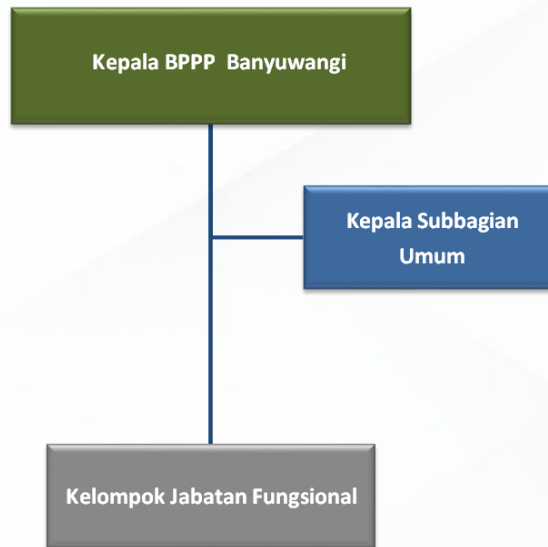 Kepala BPPP Banyuwangi
Kepala Subbagian
Umum
Kelompok Jabatan Fungsional